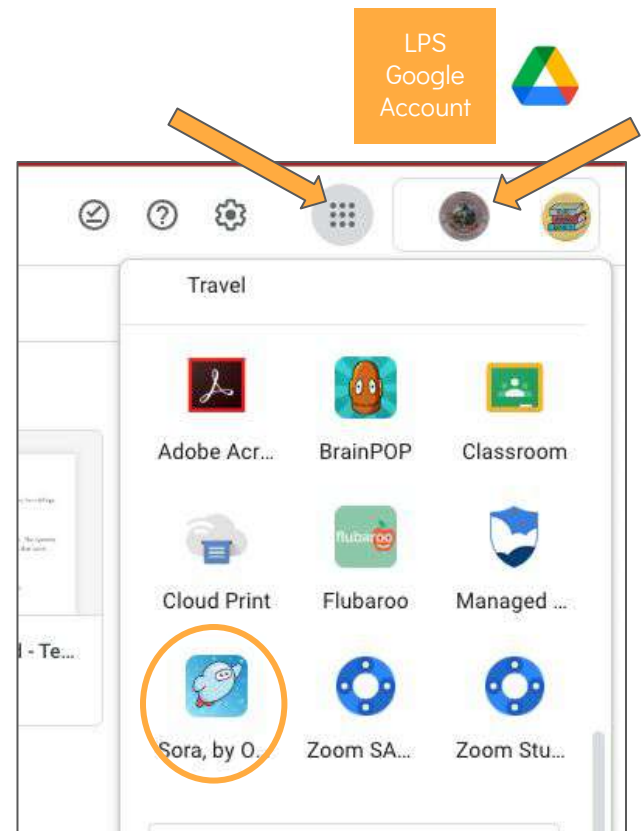 LPS
Google
Account
Travel
Adobe Acr...
BrainPOP
Classroom
flubaroo
Cloud Print
Flubaroo
Managed ...
d - Te...
Sora, by O...
Zoom SA...
Zoom Stu...